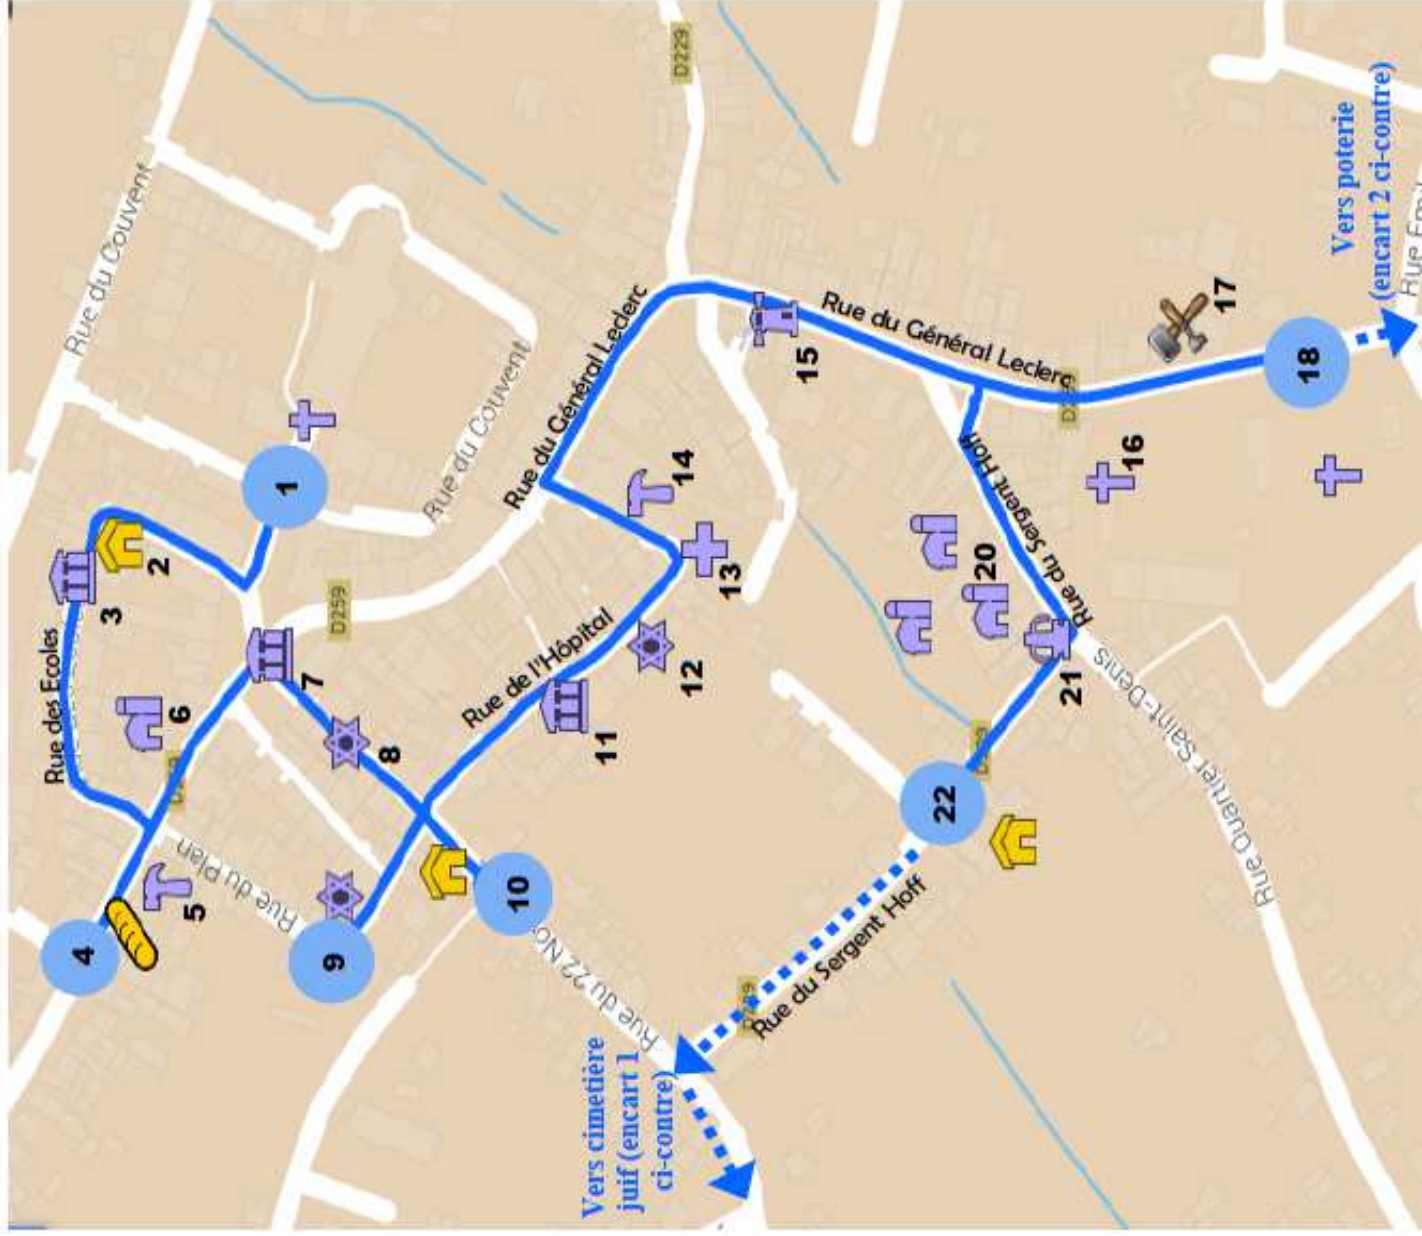 Rue du Couvent
D229
Rue du Couvent
Rue des Ecoles
1
2
3
4
5
6
7
8
9
10
D259
Rue du Plan
Rue du Général Leclerc
Rue de l'Hôpital
11
12
13
14
15
Rue du Général Leclerc
16
17
18
Vers poterie
(encart 2 ci-contre)
Rue du Sergent Hoff
20
21
22
Rue Quartier Saint-Denis
Rue du Sergent Hoff
Rue du 22 No
Vers cimetière
juif (encart 1
ci-contre)